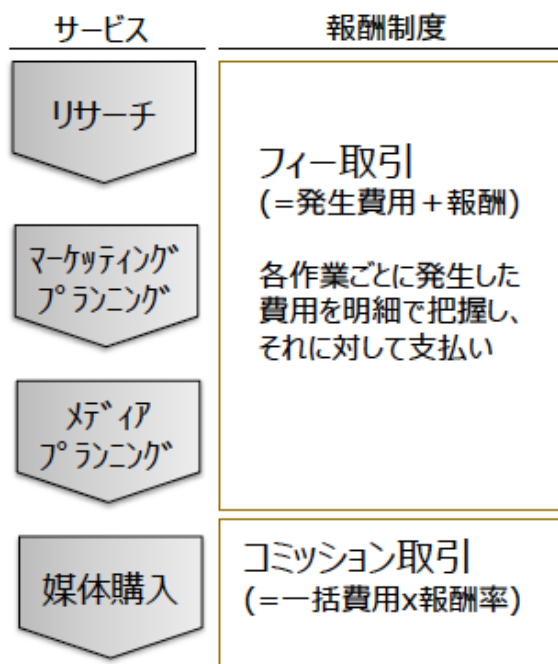 サービス
報酬制度
リサーチ
フィー取引
(=発生費用＋報酬)
マーケッティング
プランニング
各作業ごとに発生した
費用を明細で把握し、
それに対して支払い
メディア
プランニング
媒体購入
コミッション取引
(=一括費用x報酬率)